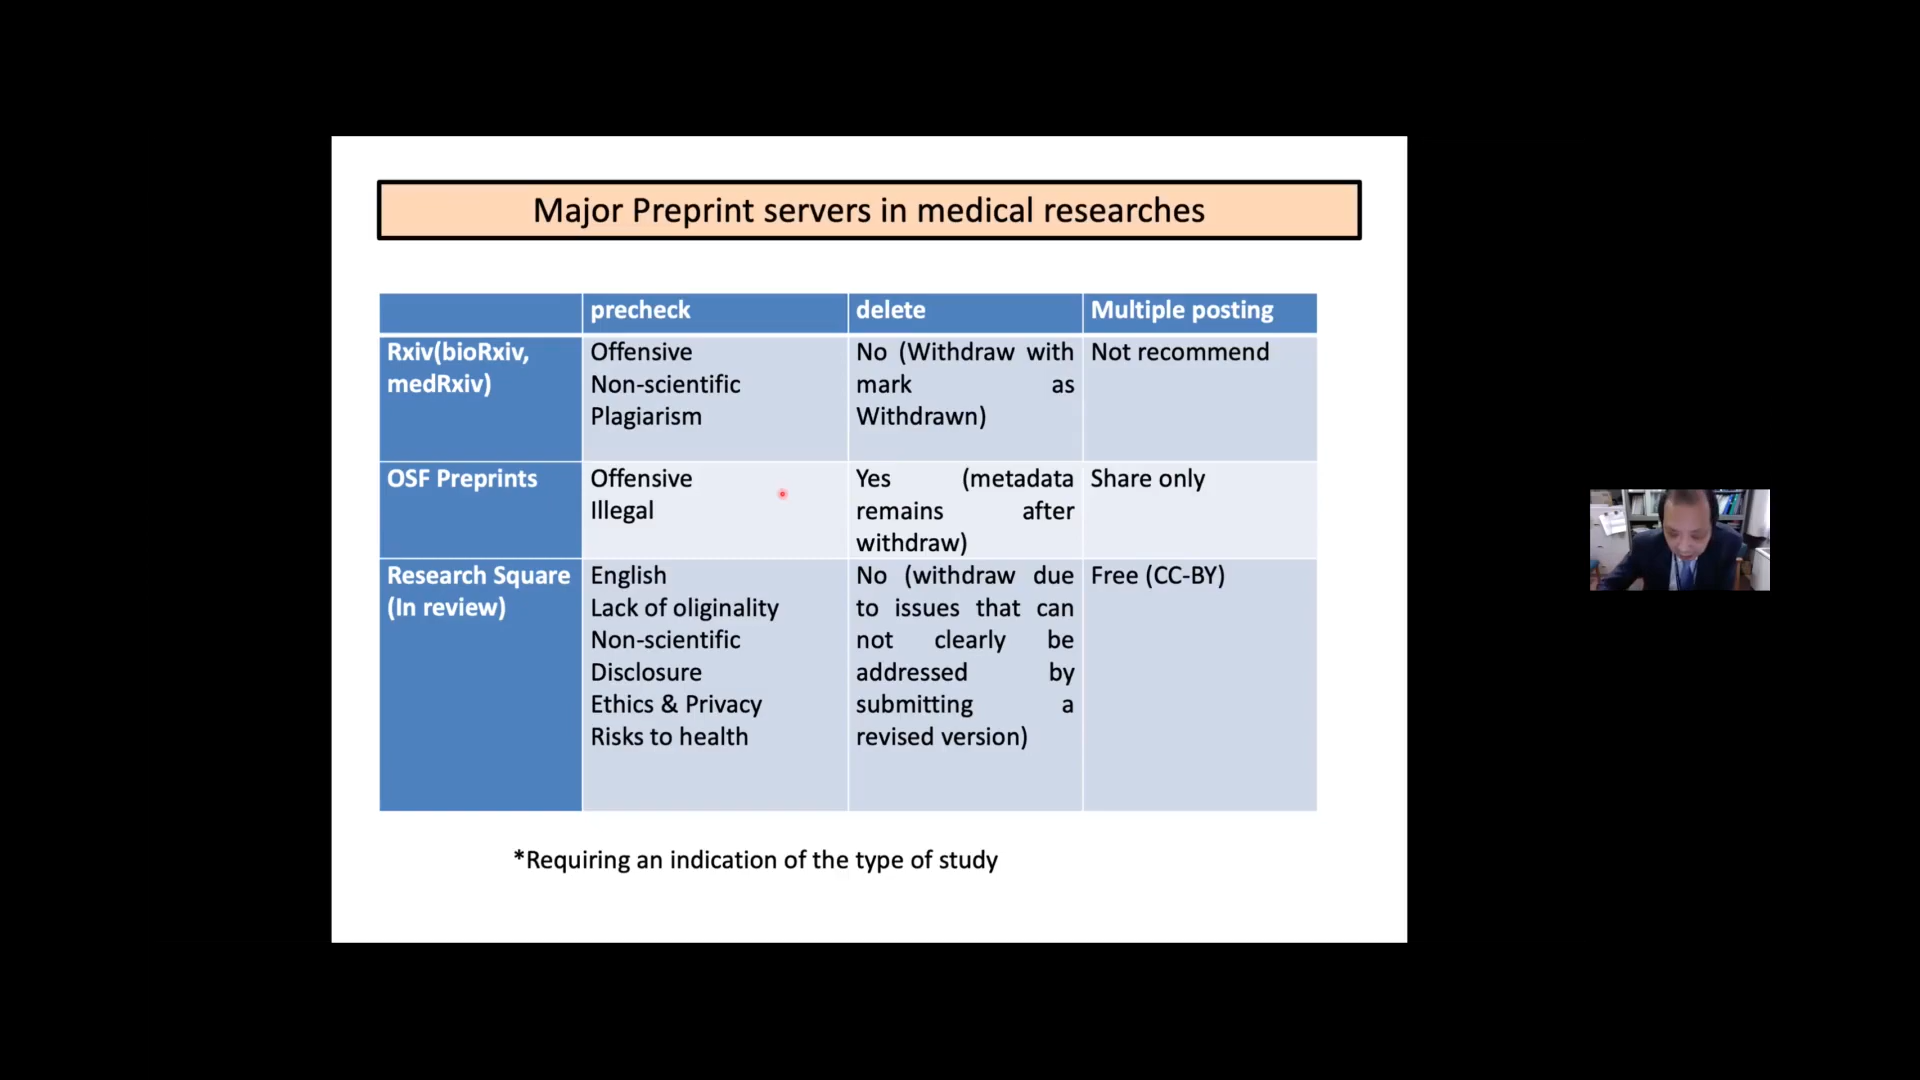 Major Preprint servers in medical researches
precheck
delete
Multiple posting
Rxiv(bioRxiv,
medRxiv)
Offensive
Non-scientific
Plagiarism
No (Withdraw with
mark as
Withdrawn)
Not recommend
OSF Preprints
Offensive
Illegal
Yes (metadata
remains after
withdraw)
Share only
Research Square
(In review)
English
Lack of oliginality
Non-scientific
Disclosure
Ethics & Privacy
Risks to health
No (withdraw due
to issues that can
not clearly be
addressed by
submitting a
revised version)
Free (CC-BY)
*Requiring an indication of the type of study